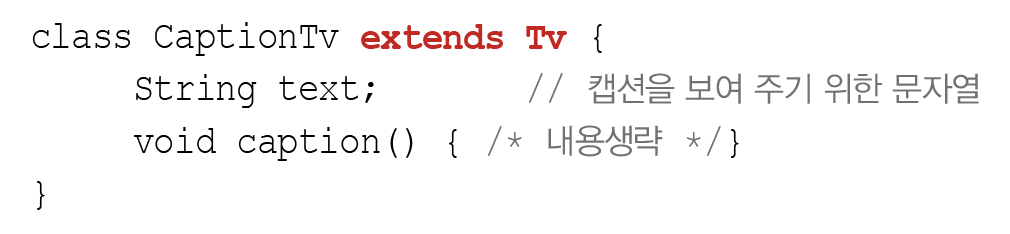 class CaptionTv extends Tv {
String text; // 캡션을 보여 주기 위한 문자열
void caption() { /* 내용생략 */}
}